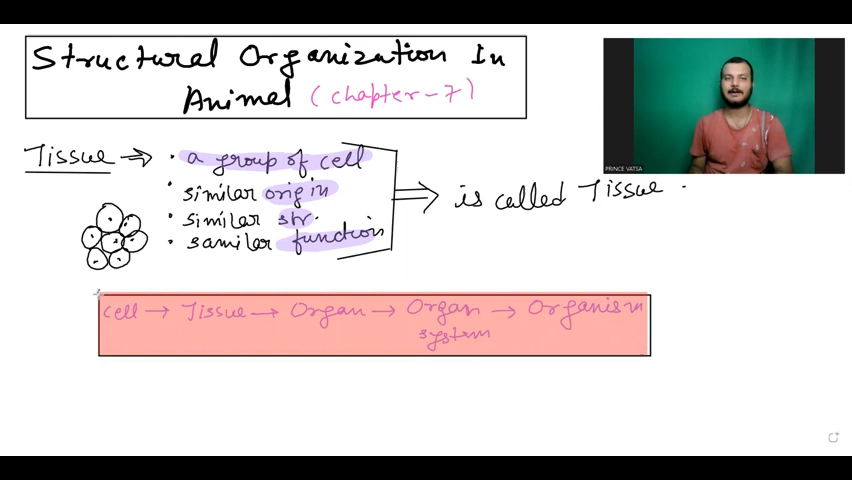 Structural Organization In
Animal (chapter-7)
PRINCE VATSA
Tissue ⇒ • a group of cell
• similar origin
• similar str.
• samilar function
⇒ is called Tissue .
cell → Tissue → Organ → Organ system → Organism